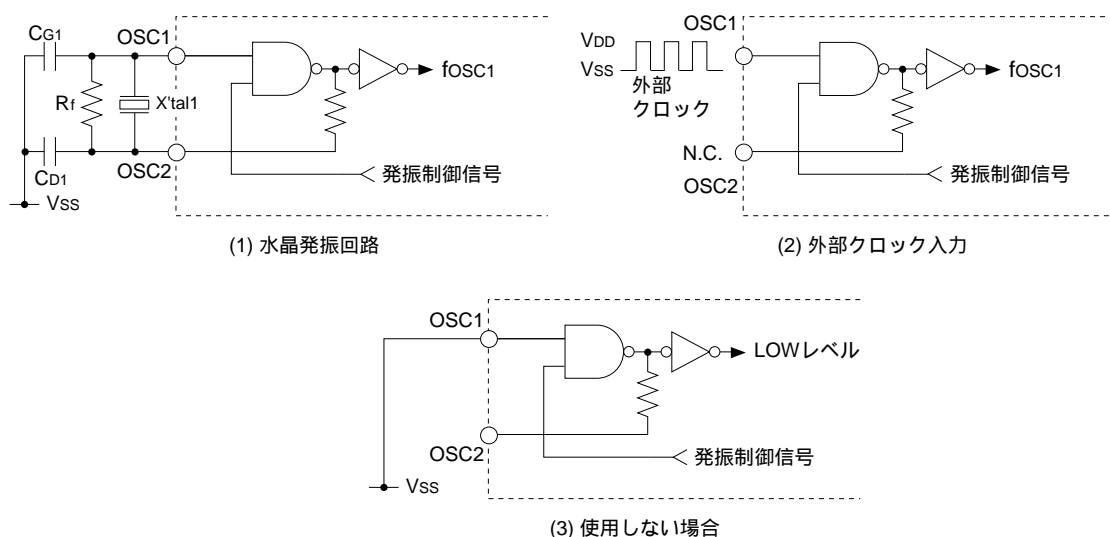 CG1
OSC1
fOSC1
Rf
X'tal1
CD1
OSC2
VSS
発振制御信号
(1) 水晶発振回路
VDD
VSS
外部
クロック
OSC1
fOSC1
N.C.
OSC2
発振制御信号
(2) 外部クロック入力
OSC1
LOWレベル
OSC2
発振制御信号
VSS
(3) 使用しない場合